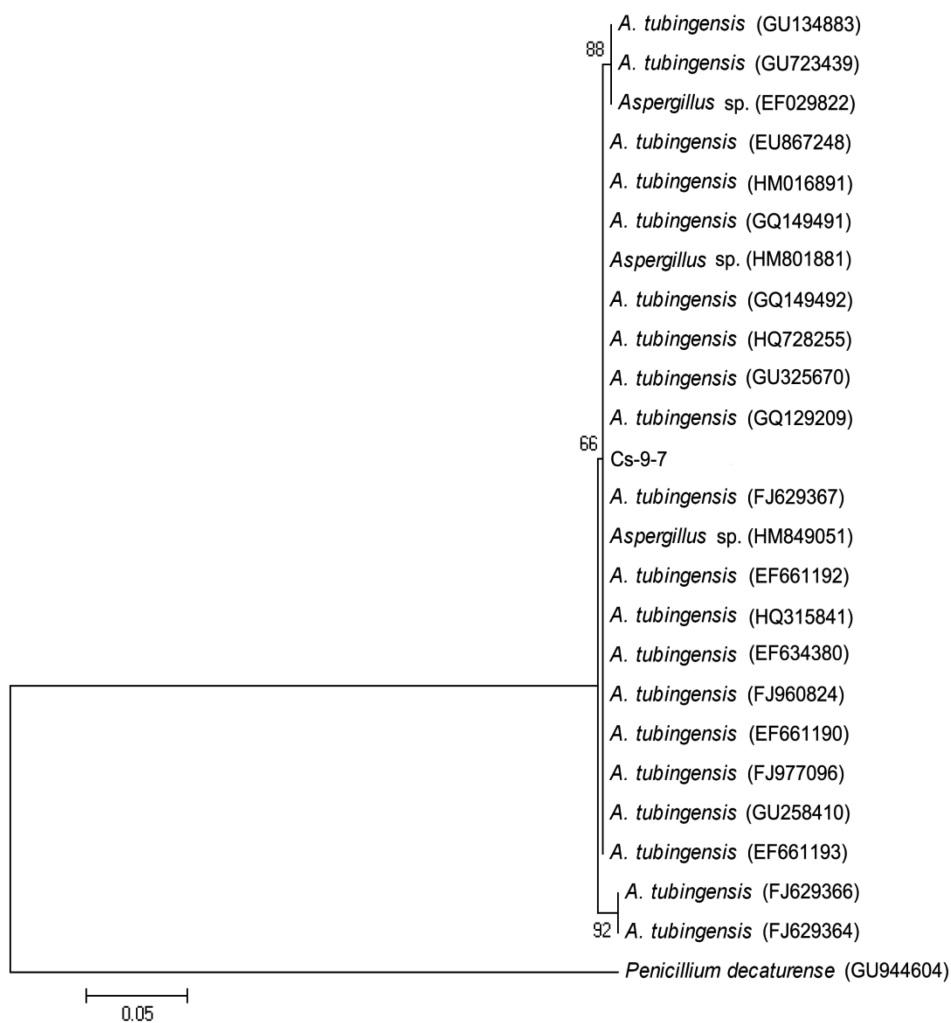 A. tubingensis (GU134883)
88
A. tubingensis (GU723439)
Aspergillus sp. (EF029822)
A. tubingensis (EU867248)
A. tubingensis (HM016891)
A. tubingensis (GQ149491)
Aspergillus sp. (HM801881)
A. tubingensis (GQ149492)
A. tubingensis (HQ728255)
A. tubingensis (GU325670)
A. tubingensis (GQ129209)
66
Cs-9-7
A. tubingensis (FJ629367)
Aspergillus sp. (HM849051)
A. tubingensis (EF661192)
A. tubingensis (HQ315841)
A. tubingensis (EF634380)
A. tubingensis (FJ960824)
A. tubingensis (EF661190)
A. tubingensis (FJ977096)
A. tubingensis (GU258410)
A. tubingensis (EF661193)
A. tubingensis (FJ629366)
92
A. tubingensis (FJ629364)
Penicillium decaturense (GU944604)
0.05